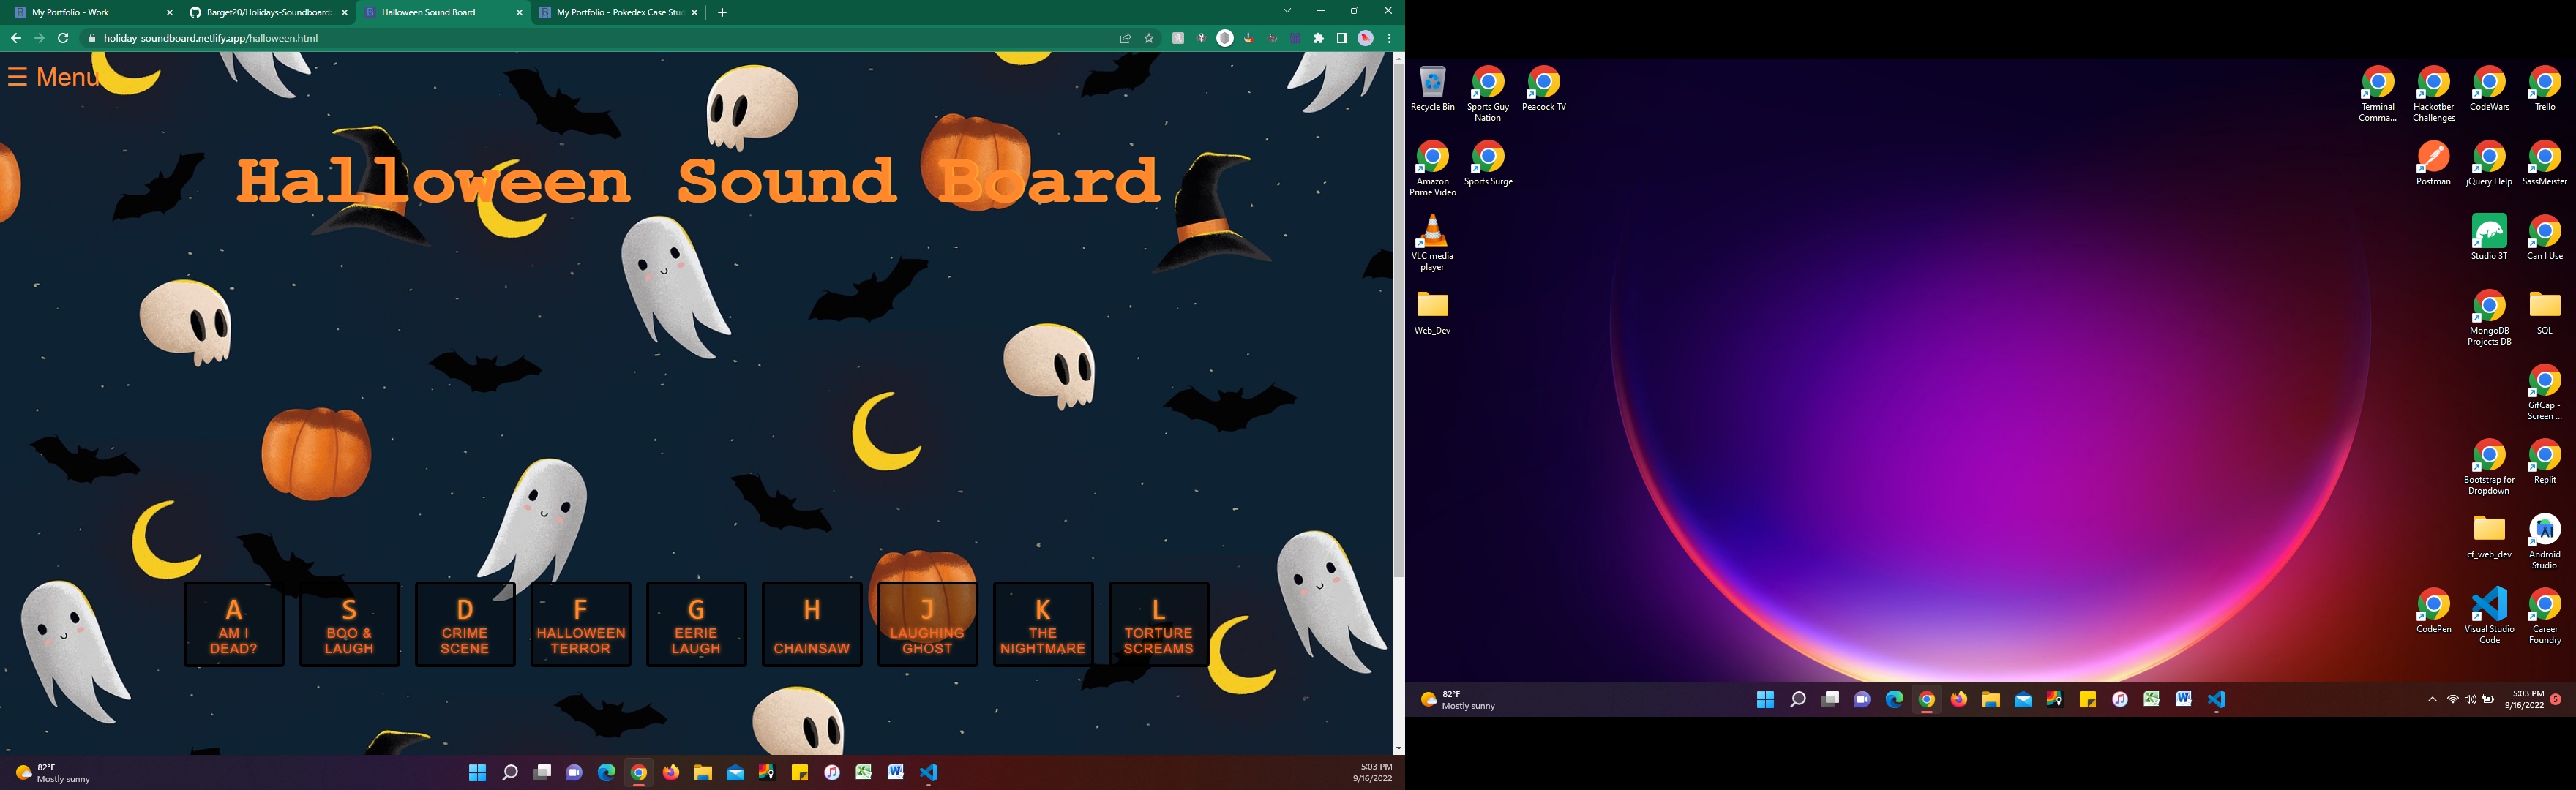 My Portfolio - Work
Barget20/Holidays-Soundboard:
Halloween Sound Board
My Portfolio - Pokedex Case Stud
holiday-soundboard.netlify.app/halloween.html
☰ Menu
Halloween Sound Board
A
AM I
DEAD?
S
BOO &
LAUGH
D
CRIME
SCENE
F
HALLOWEEN
TERROR
G
EERIE
LAUGH
H
CHAINSAW
J
LAUGHING
GHOST
K
THE
NIGHTMARE
L
TORTURE
SCREAMS
82°F
Mostly sunny
5:03 PM
9/16/2022
Recycle Bin
Sports Guy
Nation
Peacock TV
Amazon
Prime Video
Sports Surge
VLC media
player
Web_Dev
Terminal
Comma...
Hackotber
Challenges
CodeWars
Trello
Postman
jQuery Help
SassMeister
Studio 3T
Can I Use
MongoDB
Projects DB
SQL
GifCap -
Screen ...
Bootstrap for
Dropdown
Replit
cf_web_dev
Android
Studio
CodePen
Visual Studio
Code
Career
Foundry
82°F
Mostly sunny
5:03 PM
9/16/2022
5